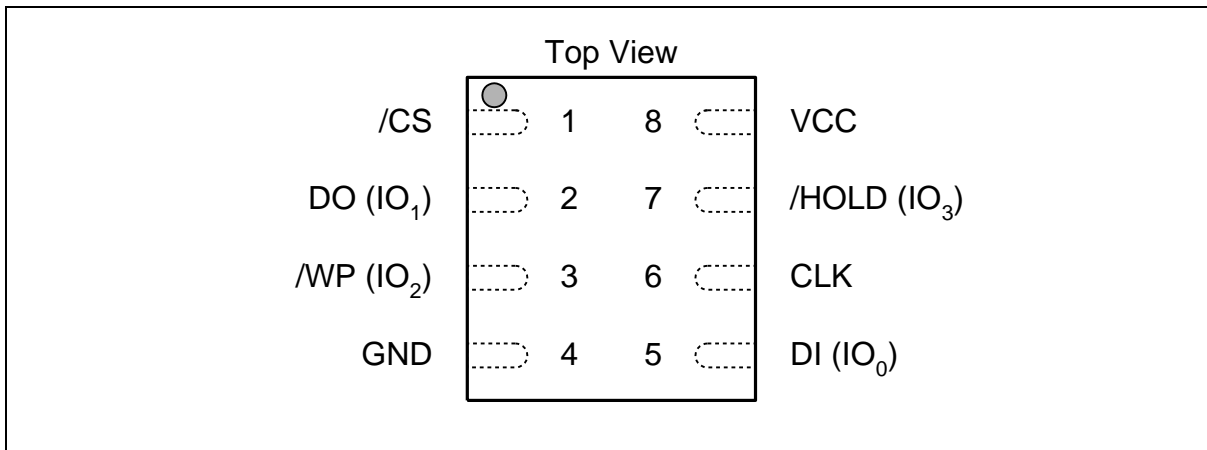 Top View
/CS 1 8 VCC
DO (IO₁) 2 7 /HOLD (IO₃)
/WP (IO₂) 3 6 CLK
GND 4 5 DI (IO₀)